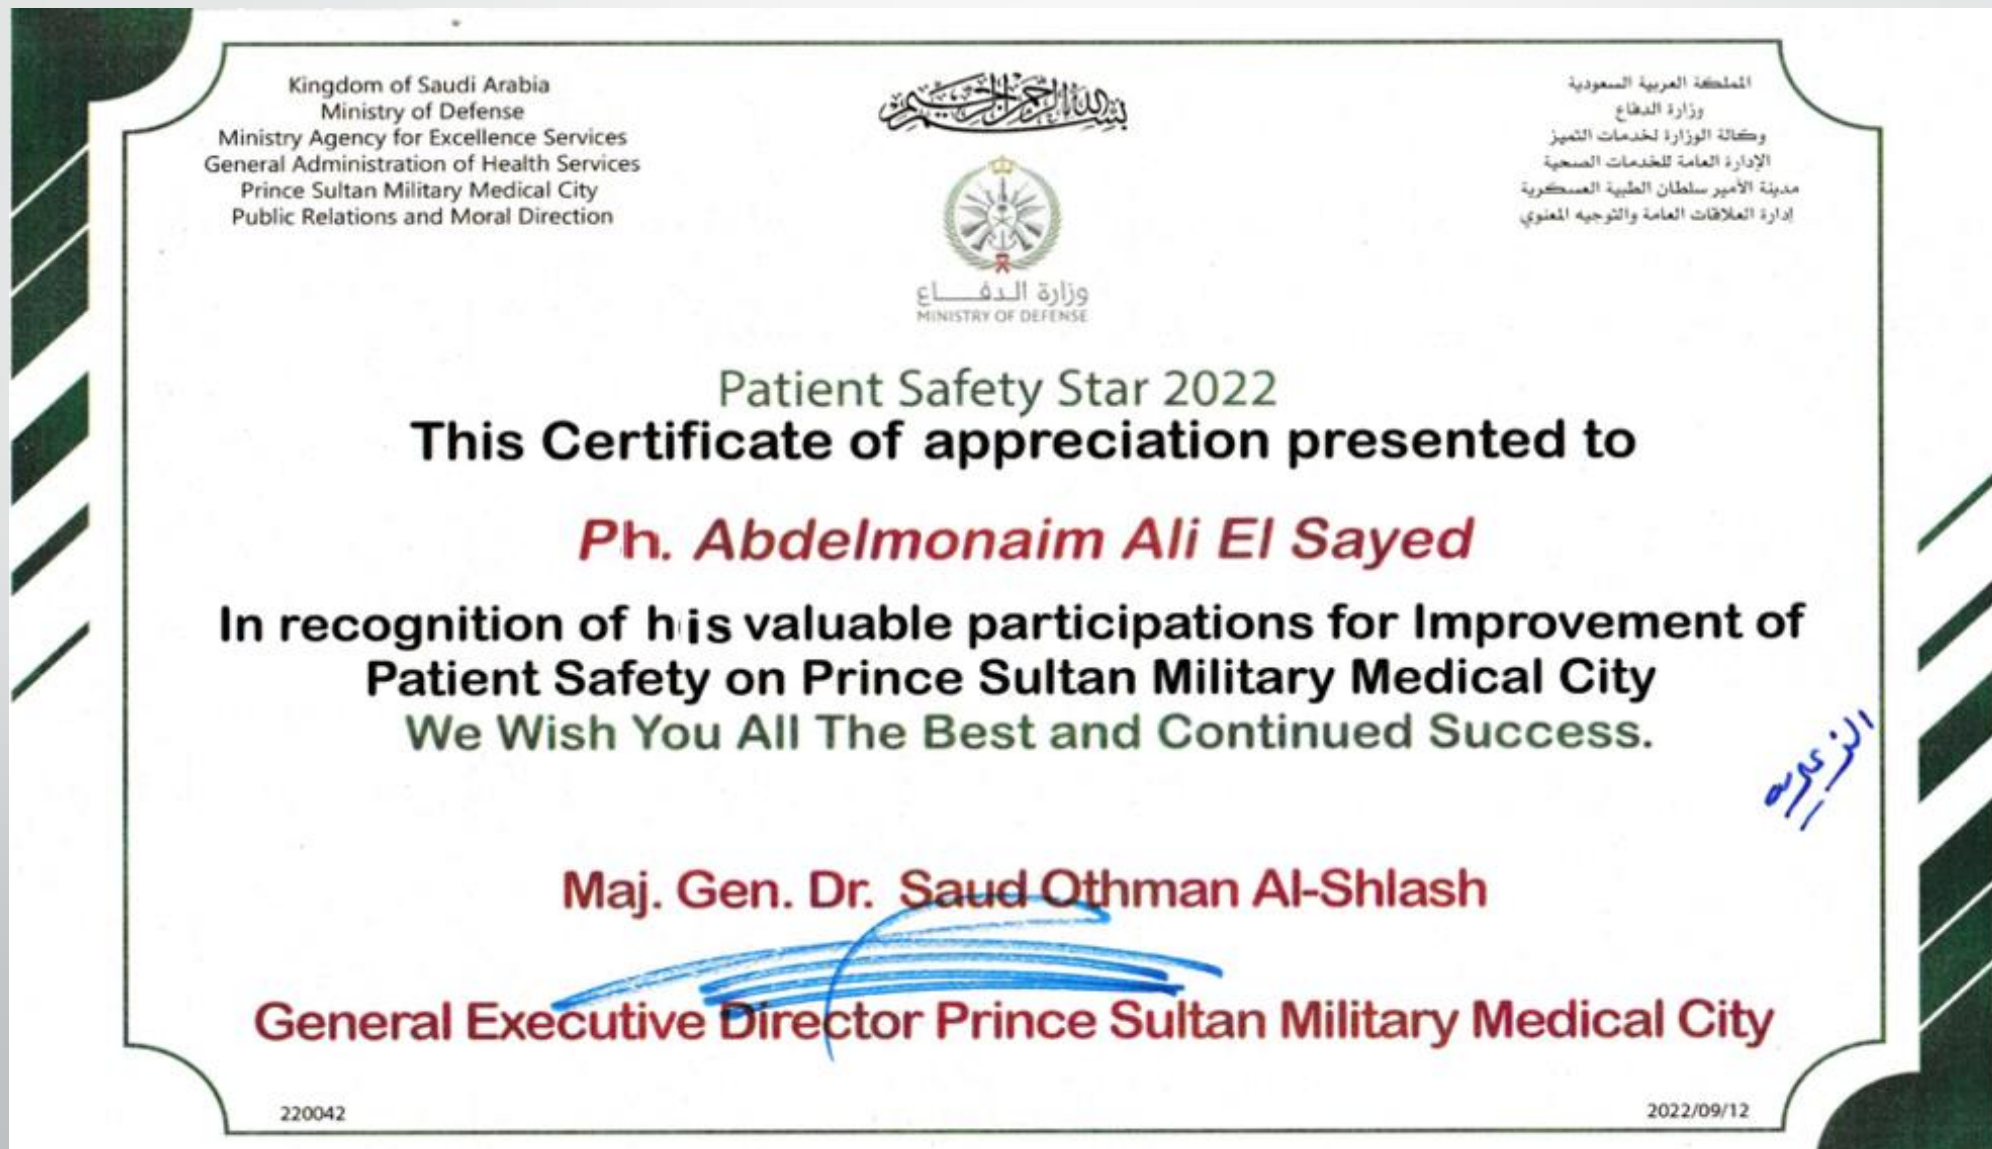 Kingdom of Saudi Arabia
Ministry of Defense
Ministry Agency for Excellence Services
General Administration of Health Services
Prince Sultan Military Medical City
Public Relations and Moral Direction
بسم الله الرحمن الرحيم
وزارة الدفــــاع
MINISTRY OF DEFENSE
المملكة العربية السعودية
وزارة الدفاع
وكالة الوزارة لخدمات التميز
الإدارة العامة للخدمات الصحية
مدينة الأمير سلطان الطبية العسكرية
إدارة العلاقات العامة والتوجيه المعنوي
Patient Safety Star 2022
This Certificate of appreciation presented to
Ph. Abdelmonaim Ali El Sayed
In recognition of his valuable participations for Improvement of
Patient Safety on Prince Sultan Military Medical City
We Wish You All The Best and Continued Success.
Maj. Gen. Dr. Saud Othman Al-Shlash
General Executive Director Prince Sultan Military Medical City
220042
2022/09/12